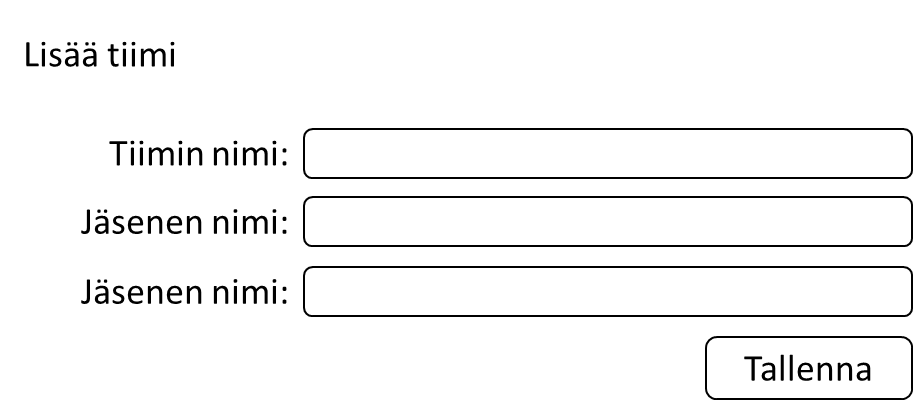 Lisää tiimi
Tiimin nimi:
Jäsenen nimi:
Jäsenen nimi:
Tallenna